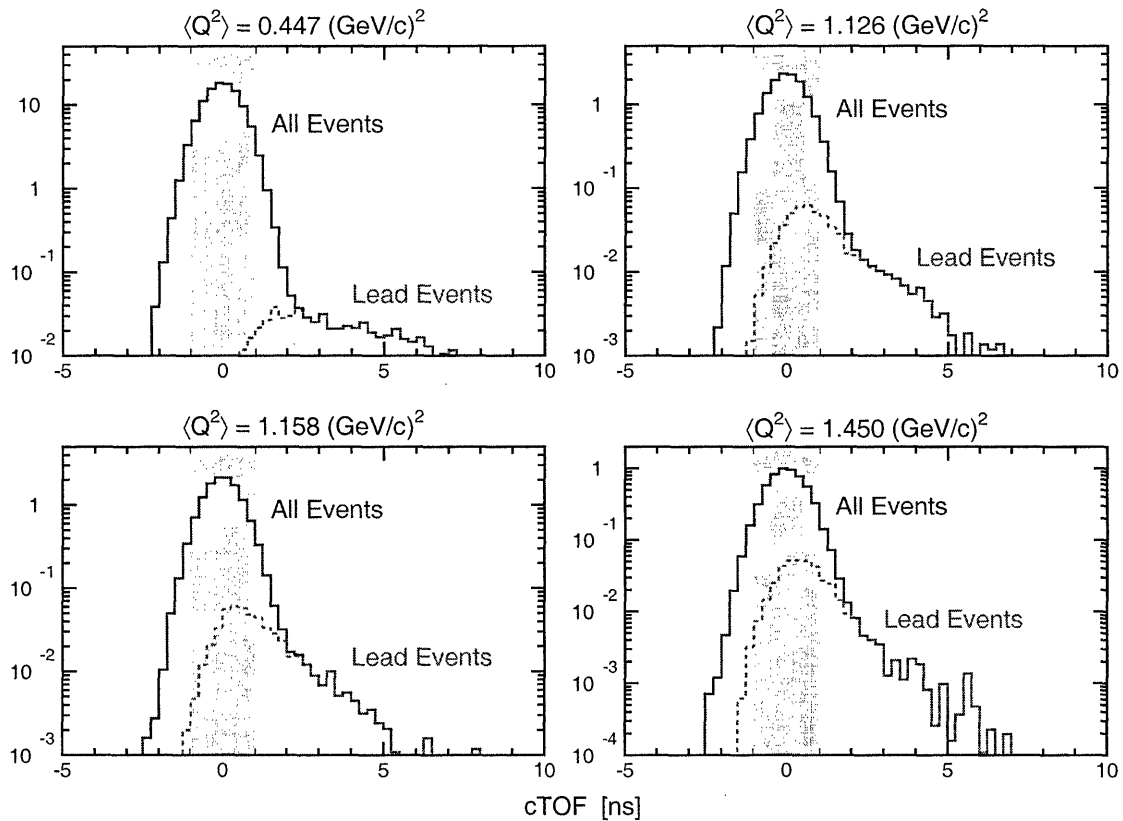 ⟨Q²⟩ = 0.447 (GeV/c)²
⟨Q²⟩ = 1.126 (GeV/c)²
10
1
10⁻¹
10⁻²
All Events
Lead Events
-5
0
5
10
1
10⁻¹
10⁻²
10⁻³
All Events
Lead Events
-5
0
5
10
⟨Q²⟩ = 1.158 (GeV/c)²
⟨Q²⟩ = 1.450 (GeV/c)²
1
10⁻¹
10⁻²
10⁻³
All Events
Lead Events
-5
0
5
10
1
10⁻¹
10⁻²
10⁻³
10⁻⁴
All Events
Lead Events
-5
0
5
10
cTOF [ns]